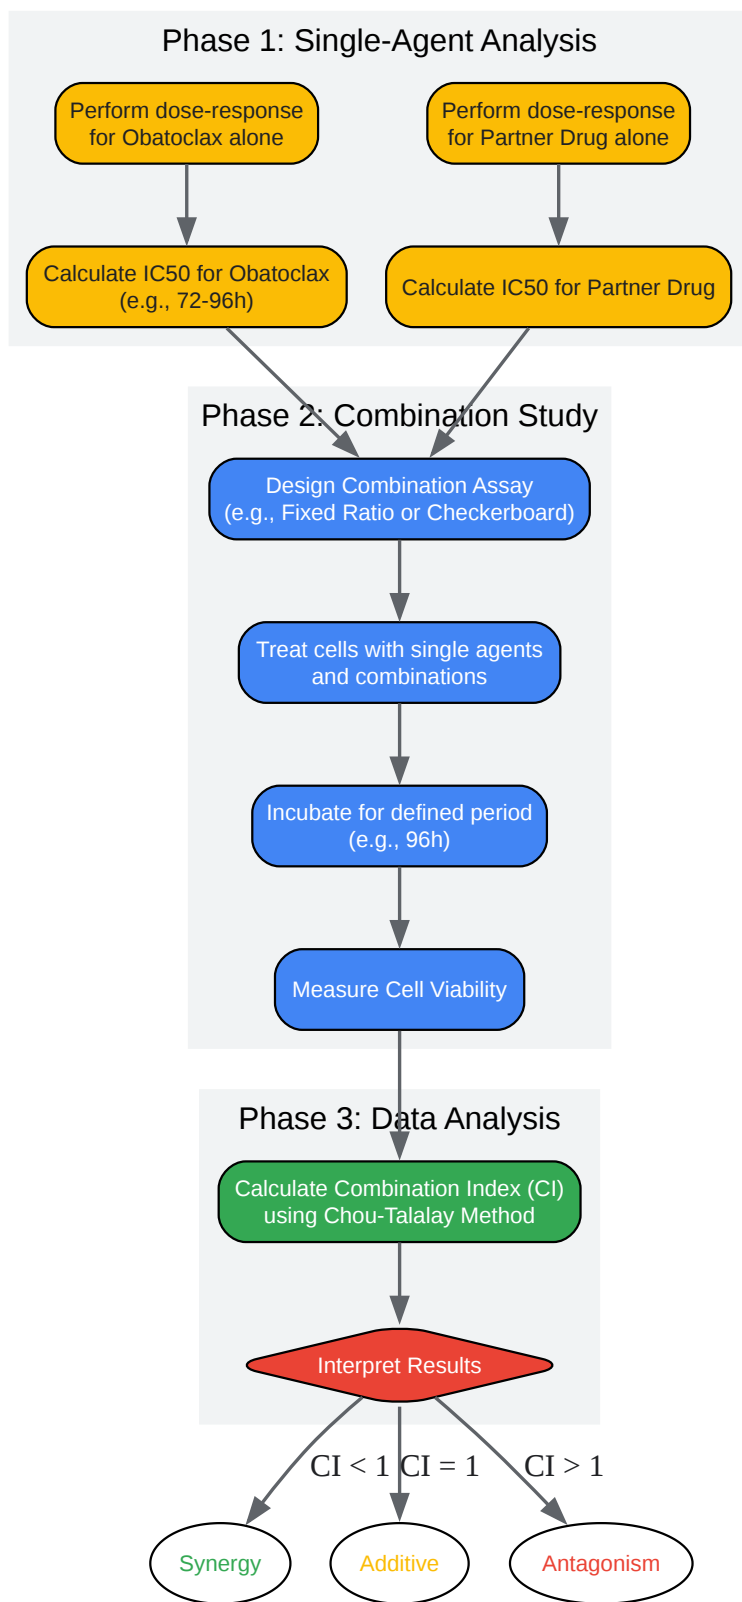 Phase 1: Single-Agent Analysis
Perform dose-response
for Obatoclax alone
Perform dose-response
for Partner Drug alone
Calculate IC50 for Obatoclax
(e.g., 72-96h)
Calculate IC50 for Partner Drug
Phase 2: Combination Study
Design Combination Assay
(e.g., Fixed Ratio or Checkerboard)
Treat cells with single agents
and combinations
Incubate for defined period
(e.g., 96h)
Measure Cell Viability
Phase 3: Data Analysis
Calculate Combination Index (CI)
using Chou-Talalay Method
Interpret Results
CI < 1
CI = 1
CI > 1
Synergy
Additive
Antagonism